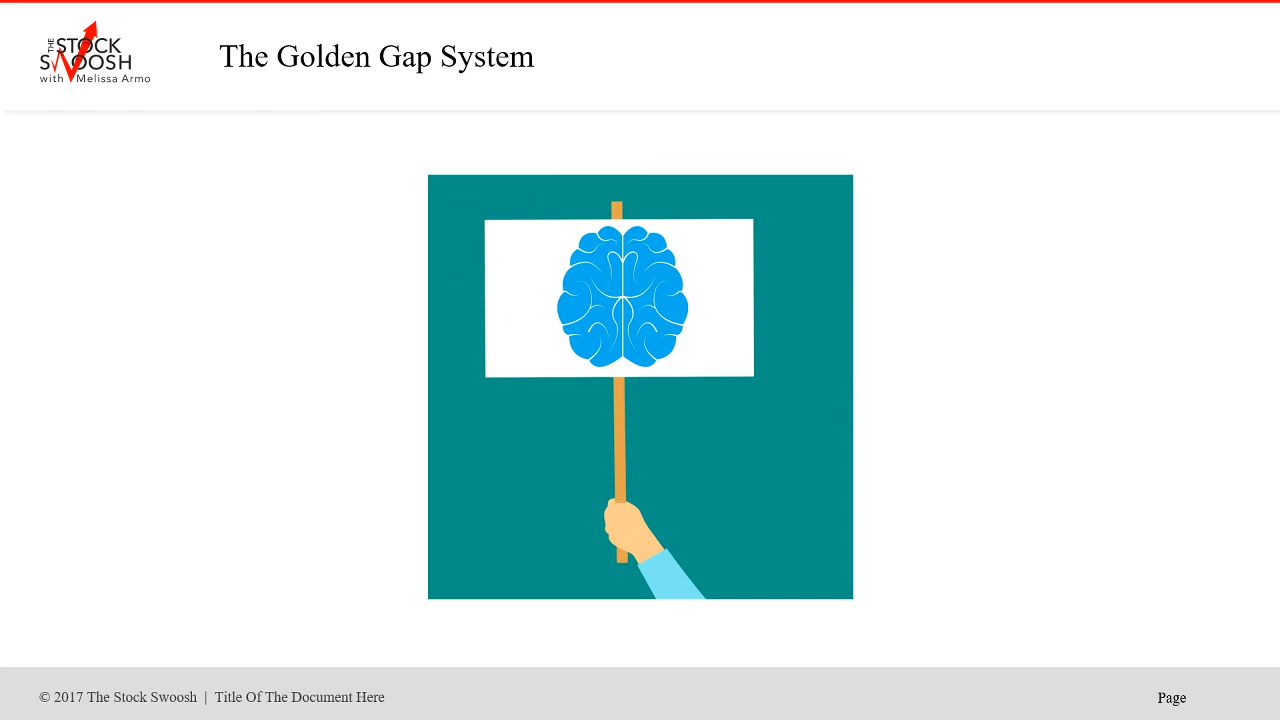 THE STOCK
SWOOSH
with Melissa Armo
The Golden Gap System
© 2017 The Stock Swoosh | Title Of The Document Here
Page